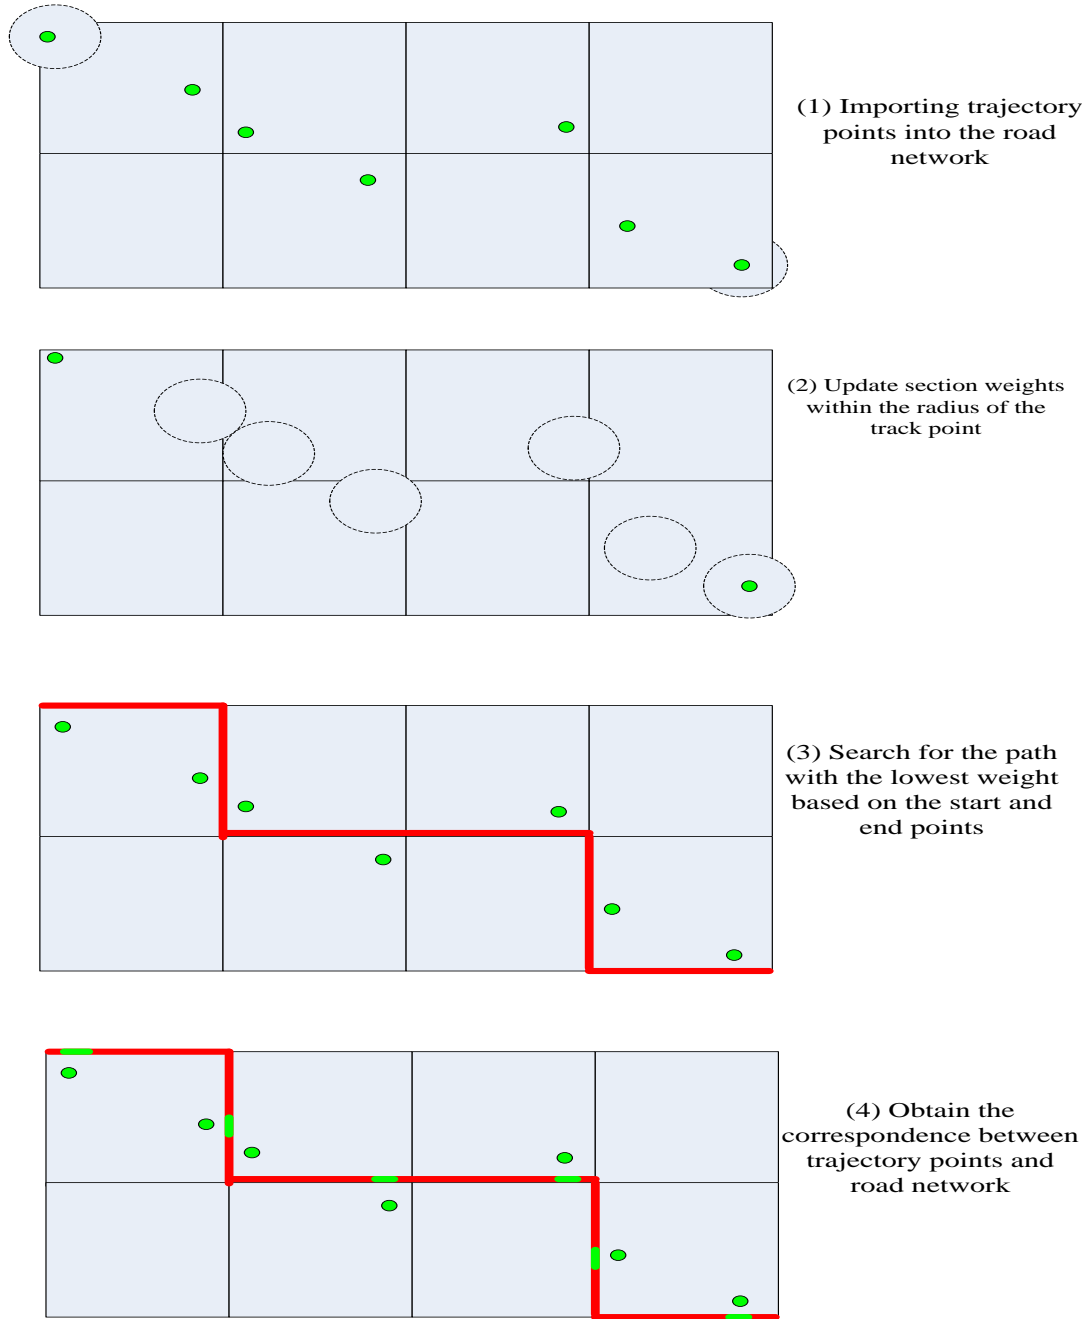 (1) Importing trajectory
points into the road
network
(2) Update section weights
within the radius of the
track point
(3) Search for the path
with the lowest weight
based on the start and
end points
(4) Obtain the
correspondence between
trajectory points and
road network